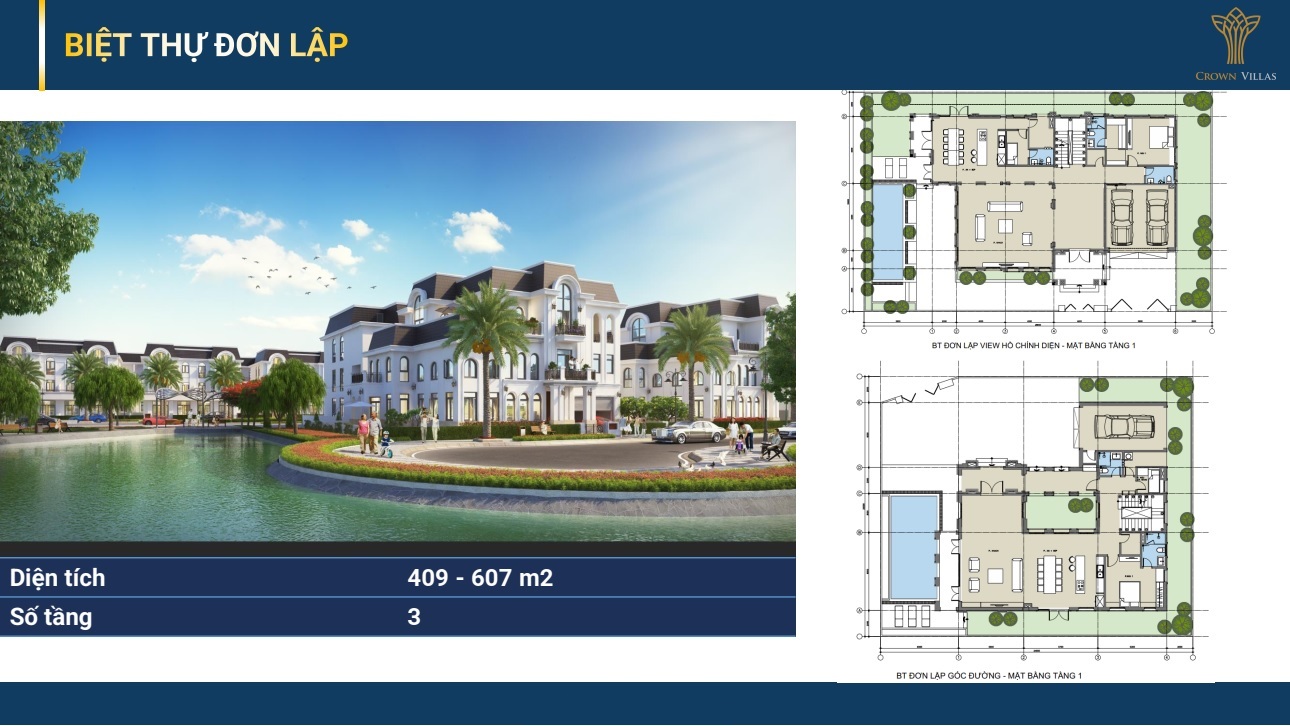 BIỆT THỰ ĐƠN LẬP
CROWN VILLAS
BT ĐƠN LẬP VIEW HỒ CHÍNH DIỆN - MẶT BẰNG TẦNG 1
Diện tích 409 - 607 m2
Số tầng 3
BT ĐƠN LẬP GÓC ĐƯỜNG - MẶT BẰNG TẦNG 1